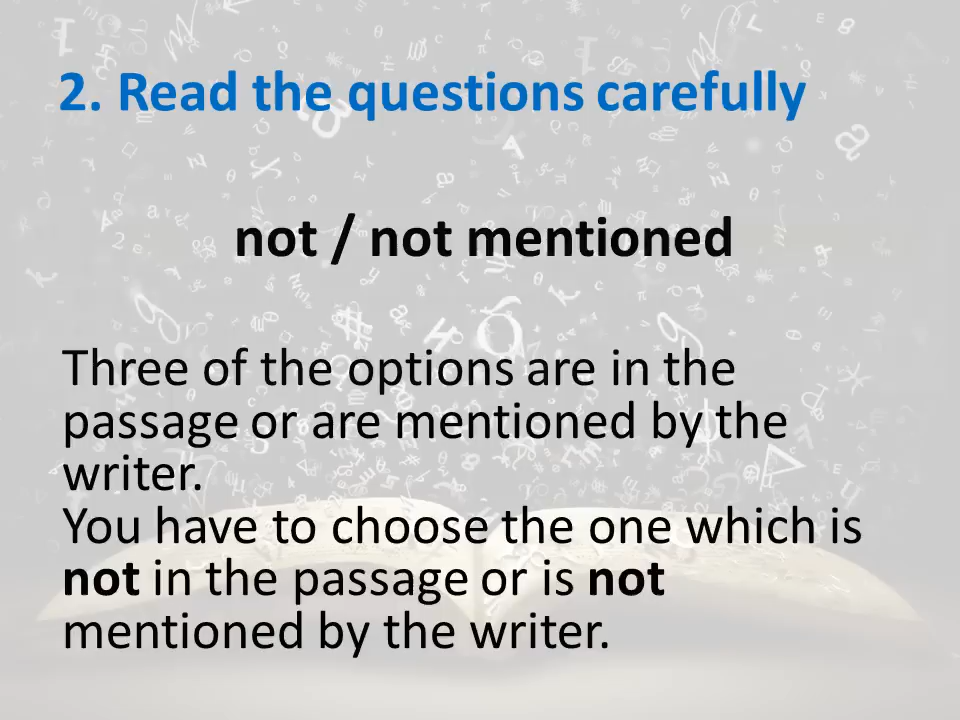 2. Read the questions carefully
not / not mentioned
Three of the options are in the
passage or are mentioned by the
writer.
You have to choose the one which is
not in the passage or is not
mentioned by the writer.